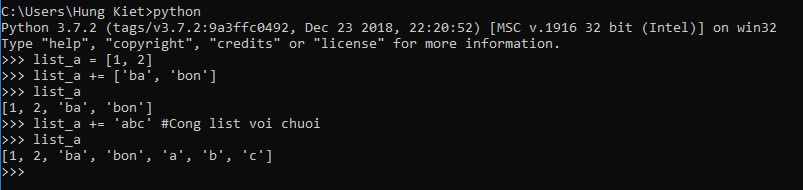 C:\Users\Hung Kiet>python
Python 3.7.2 (tags/v3.7.2:9a3ffc0492, Dec 23 2018, 22:20:52) [MSC v.1916 32 bit (Intel)] on win32
Type "help", "copyright", "credits" or "license" for more information.
>>> list_a = [1, 2]
>>> list_a += ['ba', 'bon']
>>> list_a
[1, 2, 'ba', 'bon']
>>> list_a += 'abc' #Cong list voi chuoi
>>> list_a
[1, 2, 'ba', 'bon', 'a', 'b', 'c']
>>>